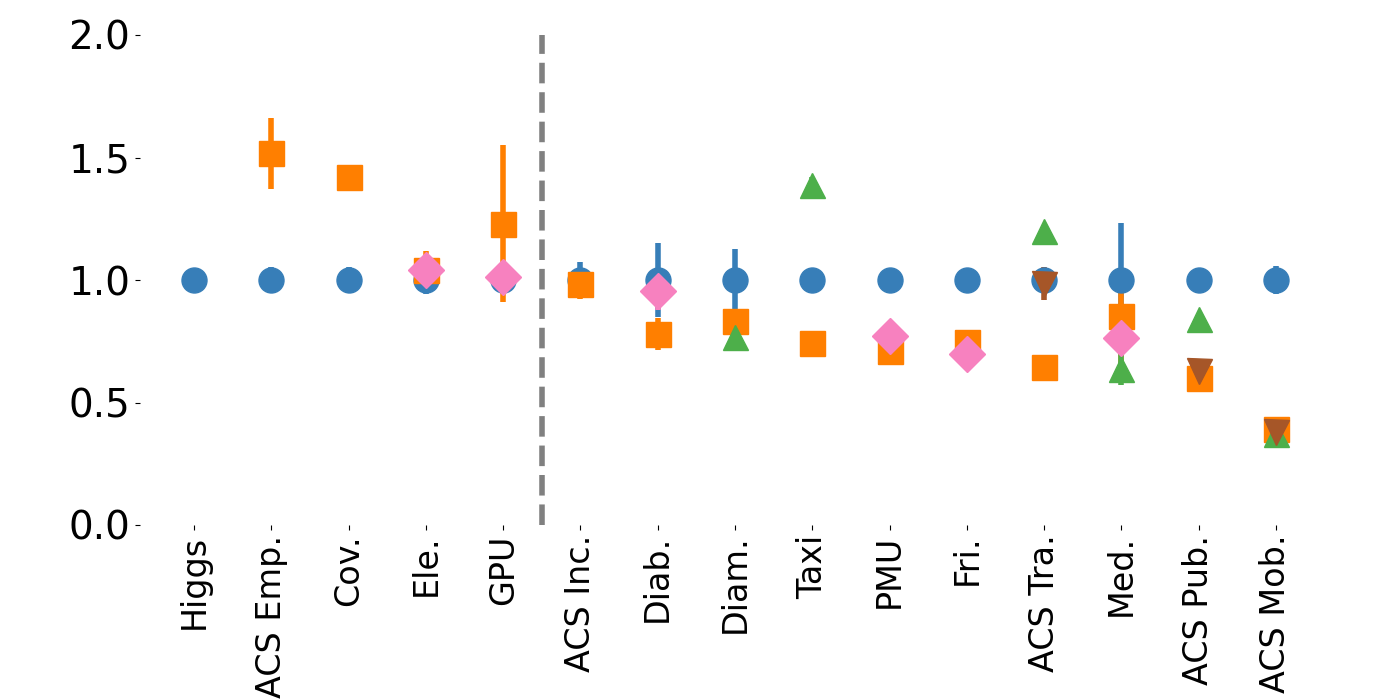 2.0
1.5
1.0
0.5
0.0
Higgs
ACS Emp.
Cov.
Ele.
GPU
ACS Inc.
Diab.
Diam.
Taxi
PMU
Fri.
ACS Tra.
Med.
ACS Pub.
ACS Mob.